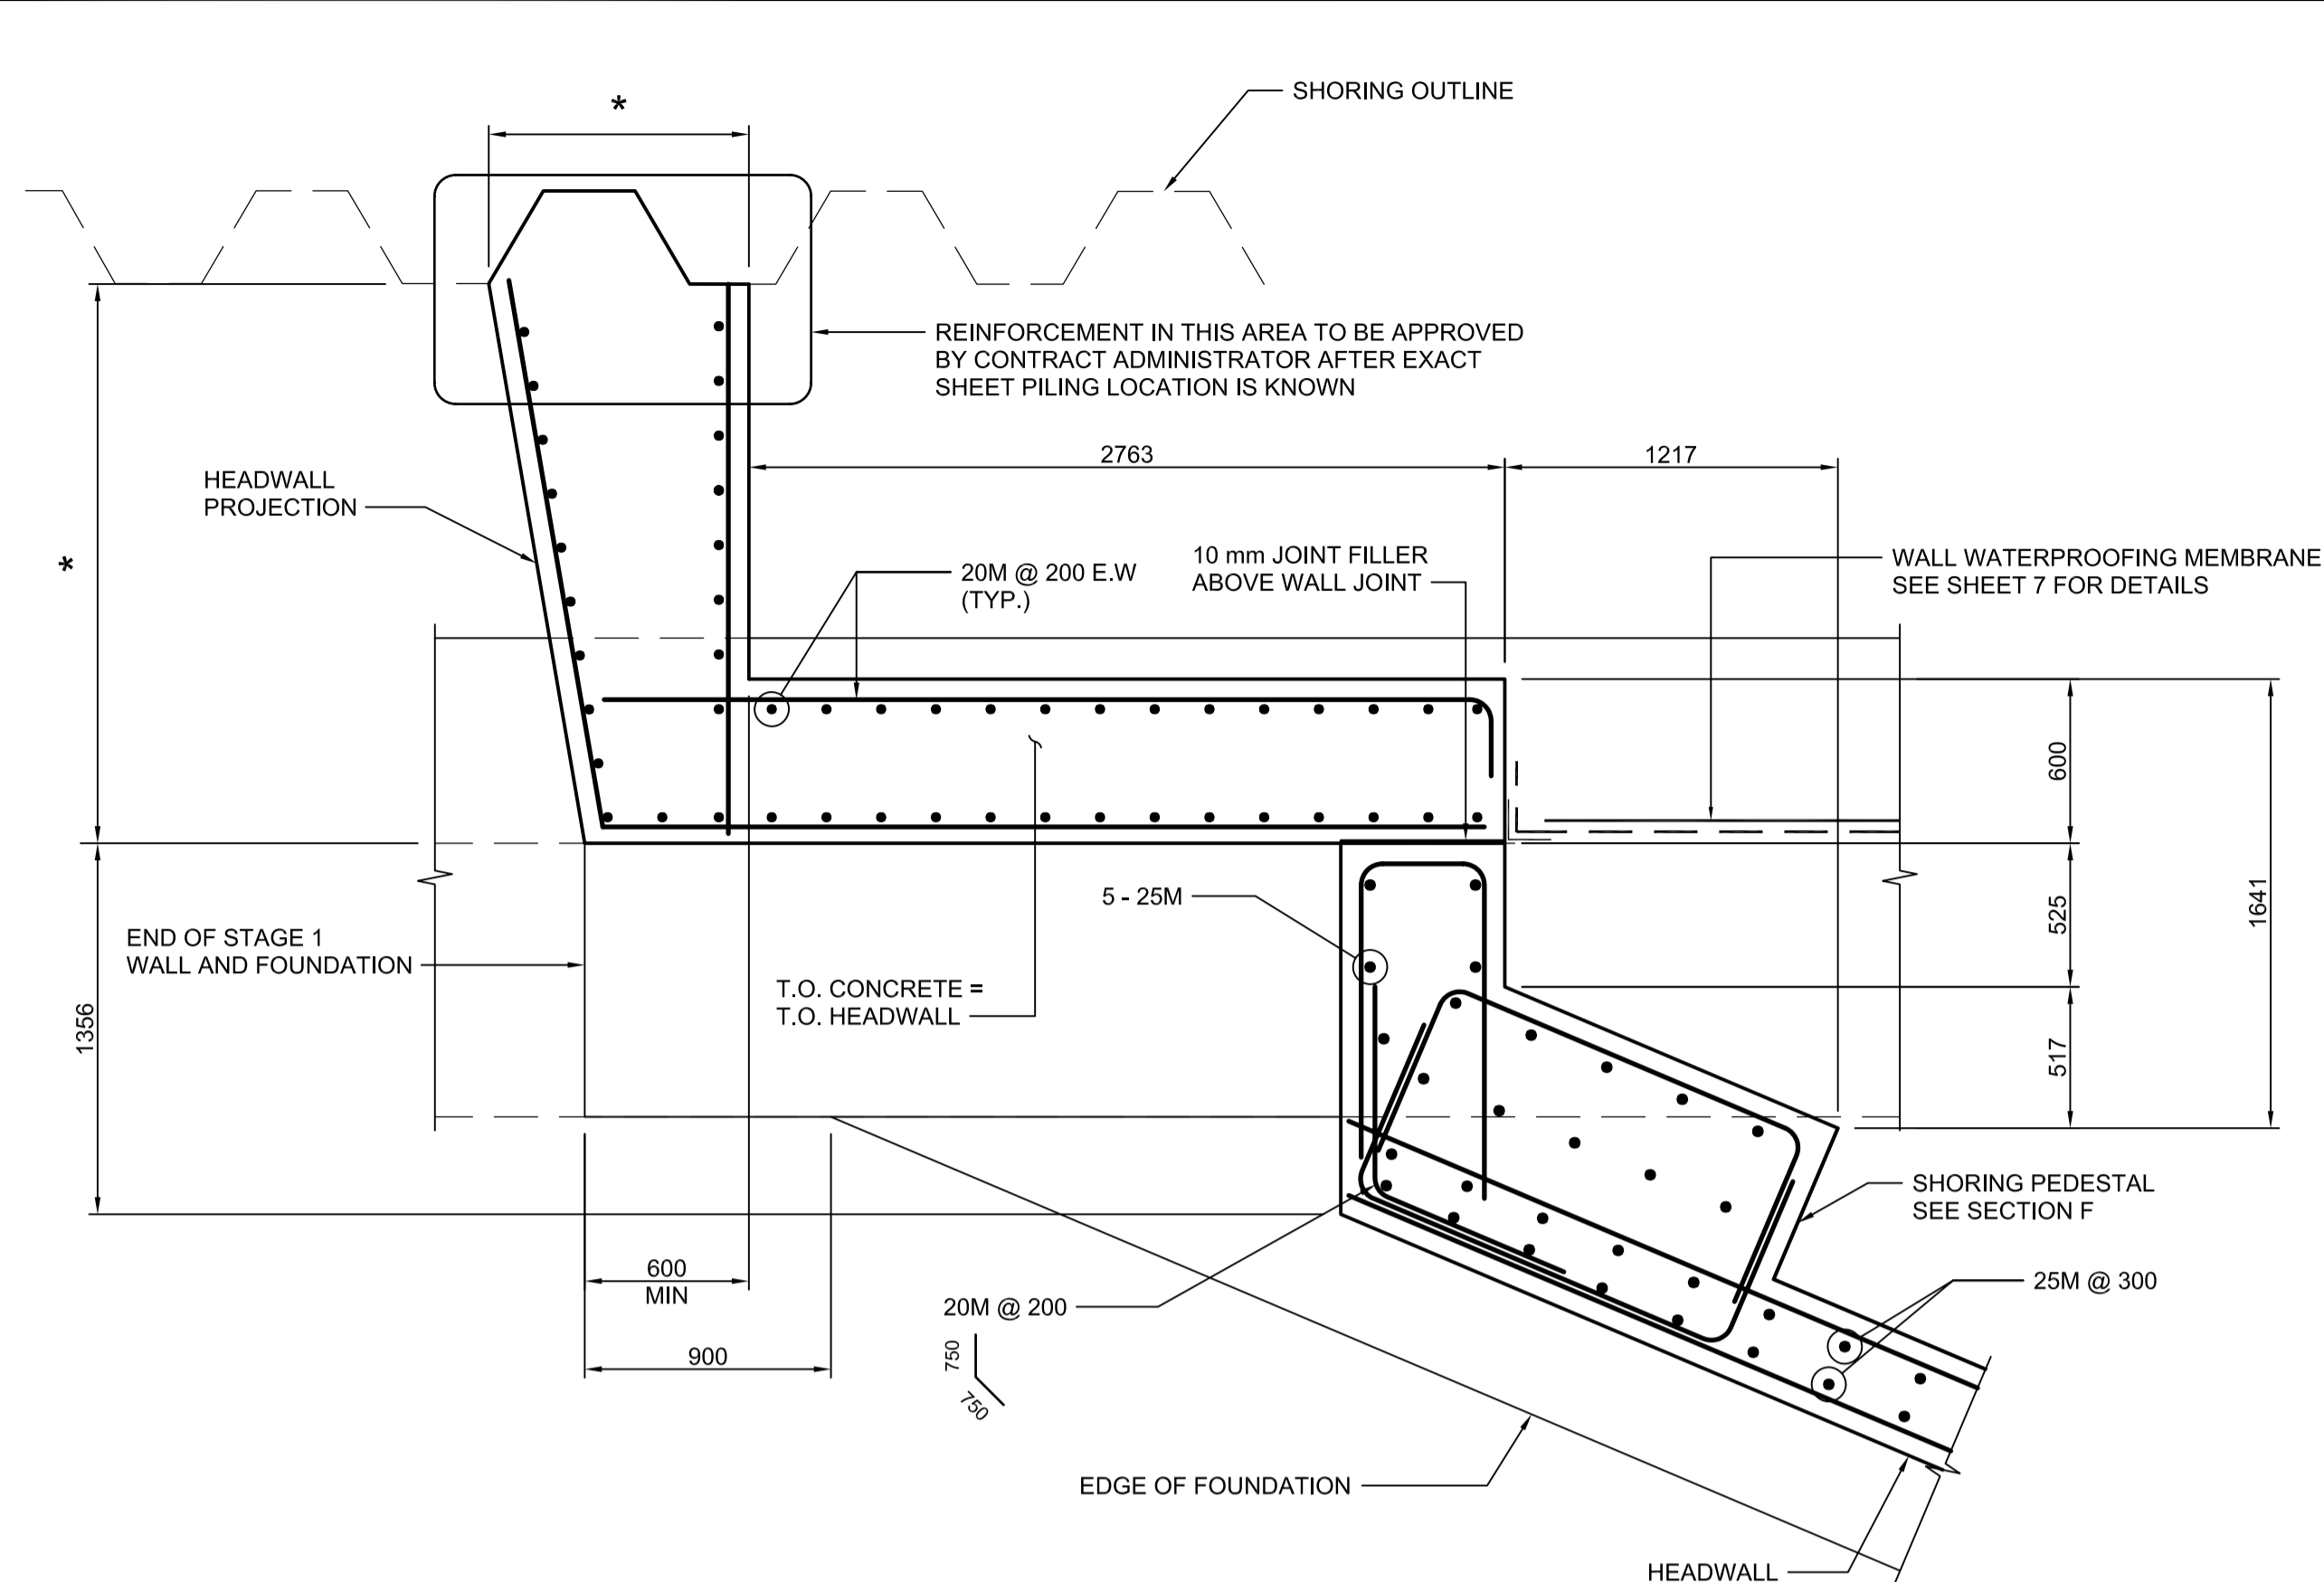 *
SHORING OUTLINE
REINFORCEMENT IN THIS AREA TO BE APPROVED
BY CONTRACT ADMINISTRATOR AFTER EXACT
SHEET PILING LOCATION IS KNOWN
2763
1217
HEADWALL
PROJECTION
*
20M @ 200 E.W
(TYP.)
10 mm JOINT FILLER
ABOVE WALL JOINT
WALL WATERPROOFING MEMBRANE
SEE SHEET 7 FOR DETAILS
600
5 - 25M
525
1641
END OF STAGE 1
WALL AND FOUNDATION
T.O. CONCRETE =
T.O. HEADWALL
1356
517
SHORING PEDESTAL
SEE SECTION F
600
MIN
20M @ 200
25M @ 300
900
750
750
EDGE OF FOUNDATION
HEADWALL